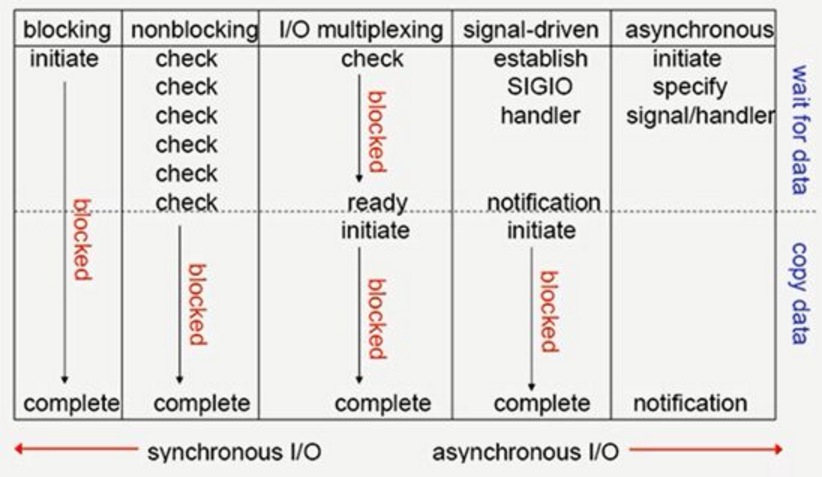 blocking nonblocking I/O multiplexing signal-driven asynchronous
initiate check check establish initiate
check SIGIO specify
check blocked handler signal/handler
check
check
check ready notification
wait for data
blocked initiate initiate
blocked blocked blocked
copy data
complete complete complete complete notification
synchronous I/O asynchronous I/O